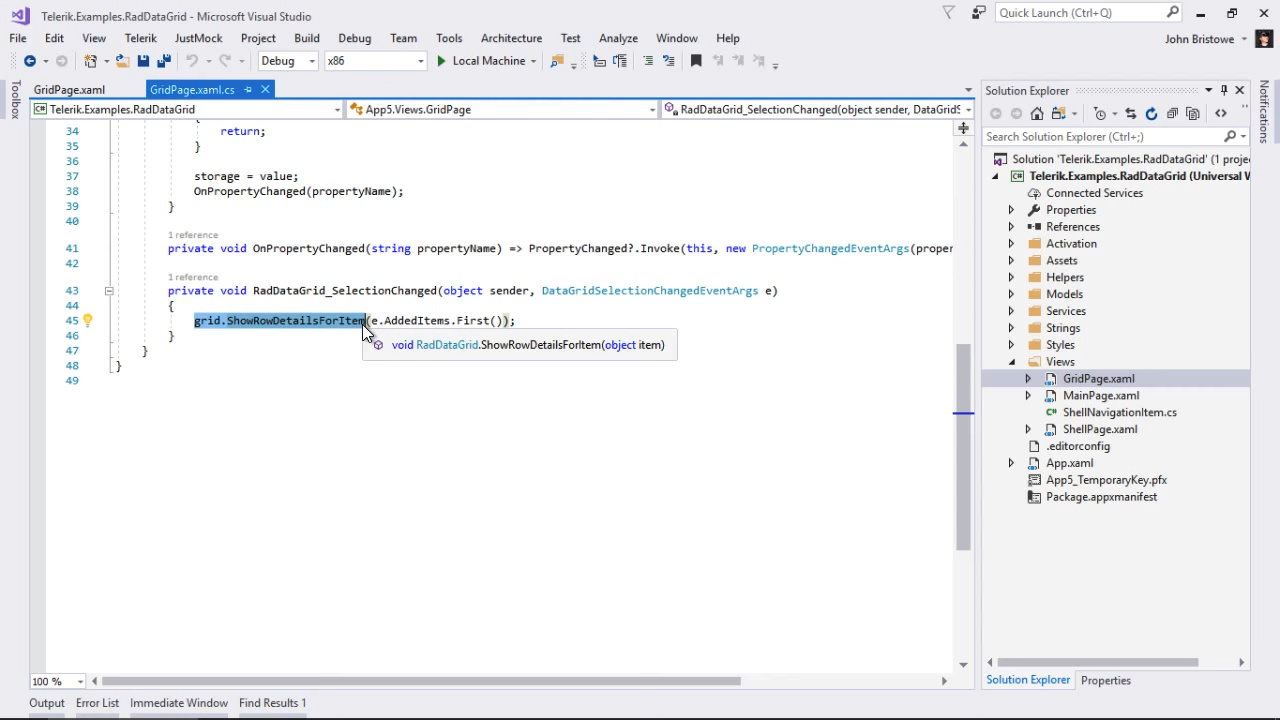 Telerik.Examples.RadDataGrid - Microsoft Visual Studio
Quick Launch (Ctrl+Q)
File Edit View Telerik JustMock Project Build Debug Team Tools Architecture Test Analyze Window Help
John Bristowe
Debug x86 Local Machine
Toolbox
GridPage.xaml GridPage.xaml.cs
Telerik.Examples.RadDataGrid App5.Views.GridPage RadDataGrid_SelectionChanged(object sender, DataGridS
34 return;
35 }
36
37 storage = value;
38 OnPropertyChanged(propertyName);
39 }
40
1 reference
41 private void OnPropertyChanged(string propertyName) => PropertyChanged?.Invoke(this, new PropertyChangedEventArgs(proper
42
1 reference
43 private void RadDataGrid_SelectionChanged(object sender, DataGridSelectionChangedEventArgs e)
44 {
45 grid.ShowRowDetailsForItem(e.AddedItems.First());
46 }
void RadDataGrid.ShowRowDetailsForItem(object item)
47 }
48 }
49
100 %
Output Error List Immediate Window Find Results 1
Solution Explorer
Search Solution Explorer (Ctrl+;)
Solution 'Telerik.Examples.RadDataGrid' (1 projec
Telerik.Examples.RadDataGrid (Universal W
Connected Services
Properties
References
Activation
Assets
Helpers
Models
Services
Strings
Styles
Views
GridPage.xaml
MainPage.xaml
ShellNavigationItem.cs
ShellPage.xaml
.editorconfig
App.xaml
App5_TemporaryKey.pfx
Package.appxmanifest
Solution Explorer Properties
Notifications